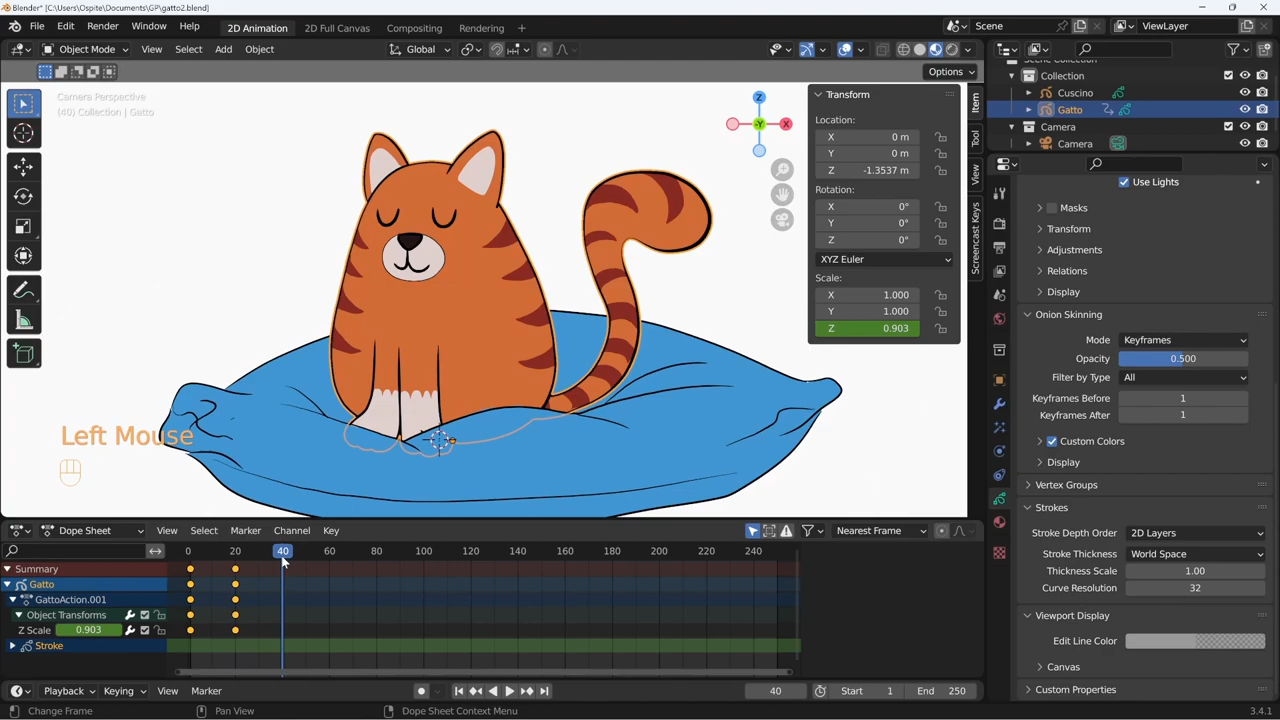 Blender* [C:\Users\Ospite\Documents\GP\gatto2.blend]
File Edit Render Window Help 2D Animation 2D Full Canvas Compositing Rendering + Scene ViewLayer
Object Mode View Select Add Object Global
Options
Scene Collection
Collection
Cuscino
Gatto
Camera
Camera
Camera Perspective
(40) Collection | Gatto
Z
-Y
X
Transform
Location:
X 0 m
Y 0 m
Z -1.3537 m
Rotation:
X 0°
Y 0°
Z 0°
XYZ Euler
Scale:
X 1.000
Y 1.000
Z 0.903
Item
Tool
View
Screencast Keys
Use Lights
Masks
Transform
Adjustments
Relations
Display
Onion Skinning
Mode Keyframes
Opacity 0.500
Filter by Type All
Keyframes Before 1
Keyframes After 1
Custom Colors
Display
Vertex Groups
Strokes
Stroke Depth Order 2D Layers
Stroke Thickness World Space
Thickness Scale 1.00
Curve Resolution 32
Viewport Display
Edit Line Color
Canvas
Custom Properties
Left Mouse
Dope Sheet View Select Marker Channel Key Nearest Frame
0 20 40 60 80 100 120 140 160 180 200 220 240
Summary
Gatto
GattoAction.001
Object Transforms
Z Scale 0.903
Stroke
Playback Keying View Marker 40 Start 1 End 250
Change Frame Pan View Dope Sheet Context Menu 3.4.1